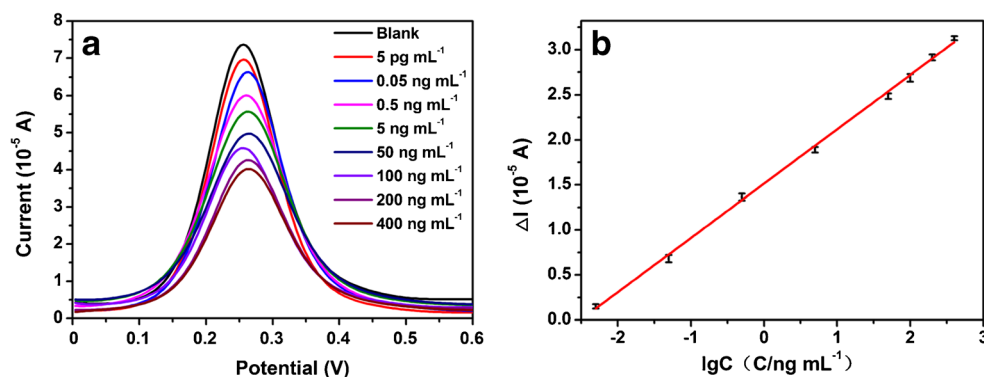 a
Current (10⁻⁵ A)
8
7
6
5
4
3
2
1
0
0.0 0.1 0.2 0.3 0.4 0.5 0.6
Potential (V)
Blank
5 pg mL⁻¹
0.05 ng mL⁻¹
0.5 ng mL⁻¹
5 ng mL⁻¹
50 ng mL⁻¹
100 ng mL⁻¹
200 ng mL⁻¹
400 ng mL⁻¹
b
△I (10⁻⁵ A)
3.0
2.5
2.0
1.5
1.0
0.5
0.0
-2 -1 0 1 2 3
lgC（C/ng mL⁻¹）